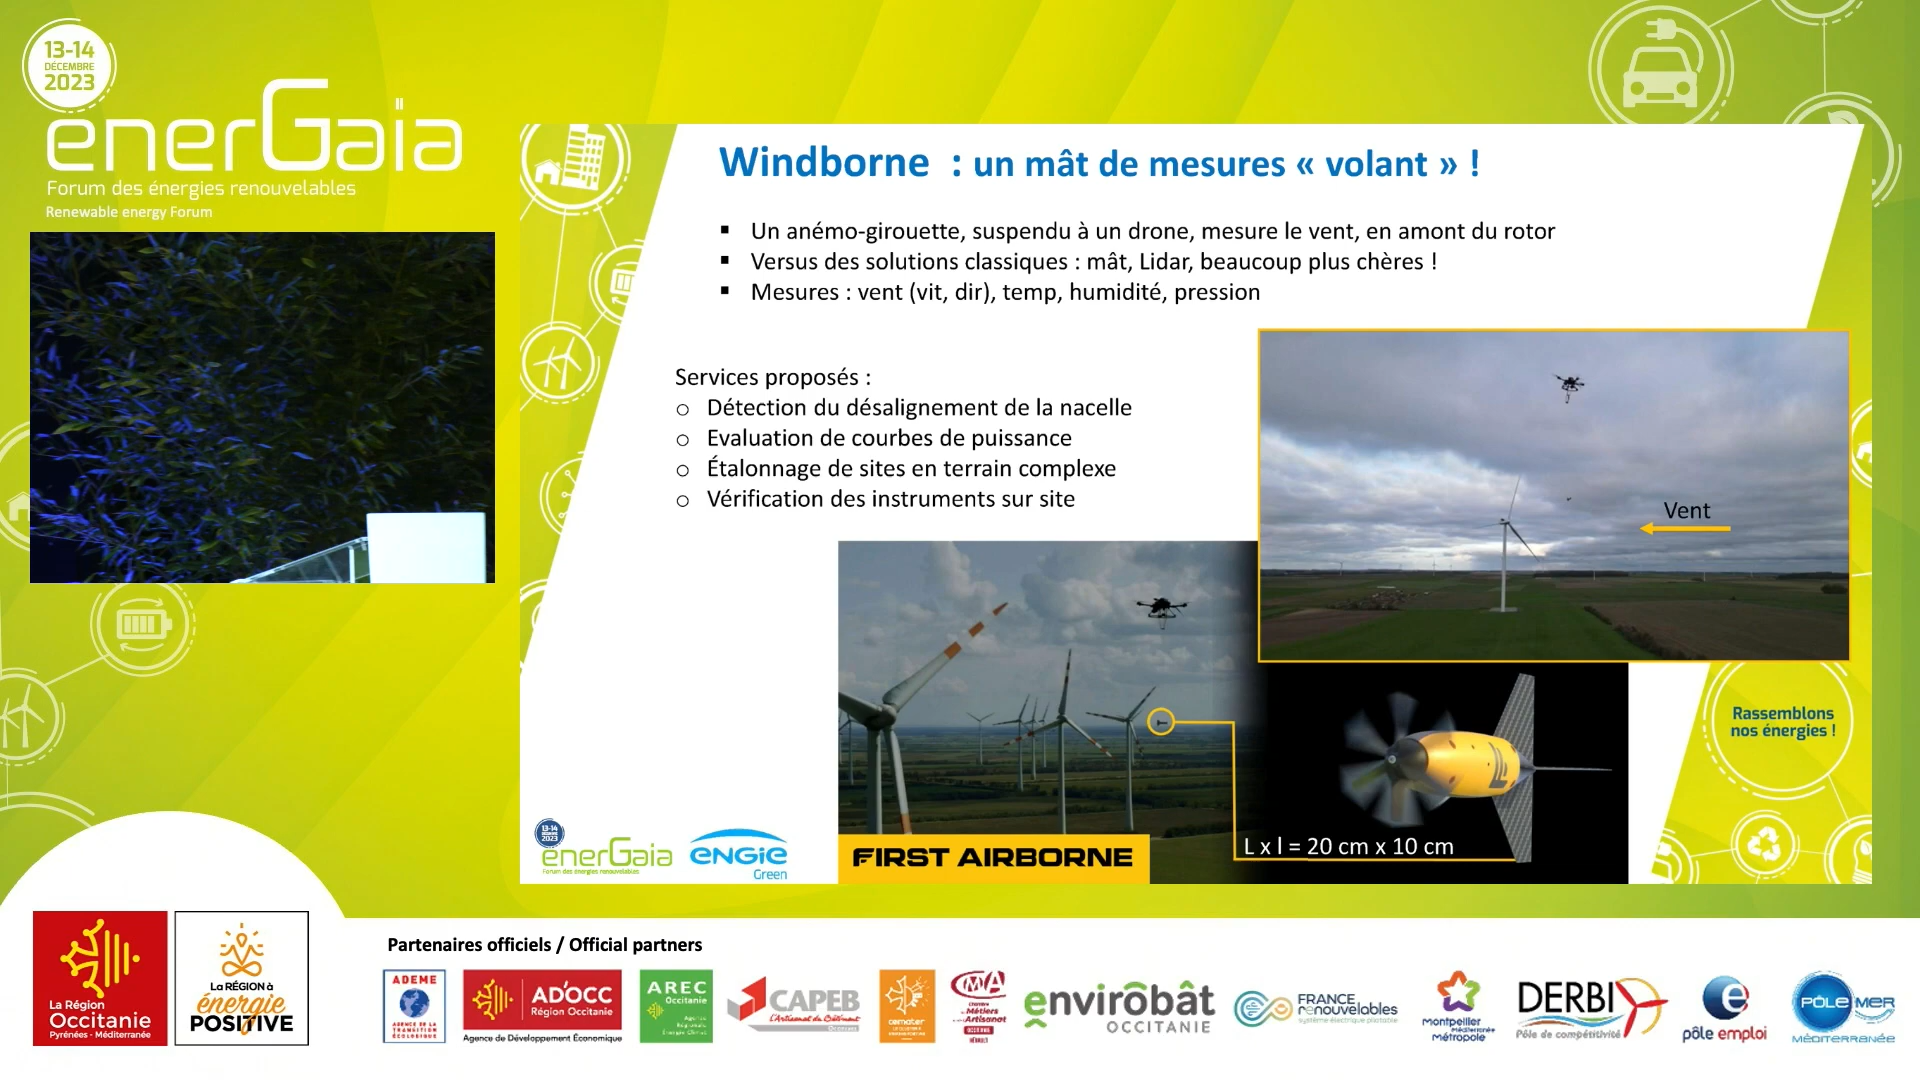 13-14
DÉCEMBRE
2023
enerGaïa
Forum des énergies renouvelables
Renewable energy Forum
Windborne : un mât de mesures « volant » !
▪ Un anémo-girouette, suspendu à un drone, mesure le vent, en amont du rotor
▪ Versus des solutions classiques : mât, Lidar, beaucoup plus chères !
▪ Mesures : vent (vit, dir), temp, humidité, pression
Services proposés :
o Détection du désalignement de la nacelle
o Evaluation de courbes de puissance
o Étalonnage de sites en terrain complexe
o Vérification des instruments sur site
Vent
Rassemblons
nos énergies !
L x l = 20 cm x 10 cm
FIRST AIRBORNE
13-14
DÉCEMBRE
2023
enerGaïa
Forum des énergies renouvelables
ENGIE
Green
La Région
Occitanie
Pyrénées - Méditerranée
La RÉGION à
énergie
POSITIVE
Partenaires officiels / Official partners
ADEME
AGENCE DE LA
TRANSITION
ÉCOLOGIQUE
AD'OCC
Région Occitanie
Agence de Développement Économique
AREC
Occitanie
Agence
Régionale
Énergie Climat
CAPEB
L'Artisanat du Bâtiment
cemater
CMA
Métiers
Artisanat
OCCITANIE
HÉRAULT
envirobât
OCCITANIE
FRANCE
renouvelables
Montpellier
Méditerranée
Métropole
DERBI
Pôle de compétitivité
pôle emploi
PÔLE MER
MÉDITERRANÉE